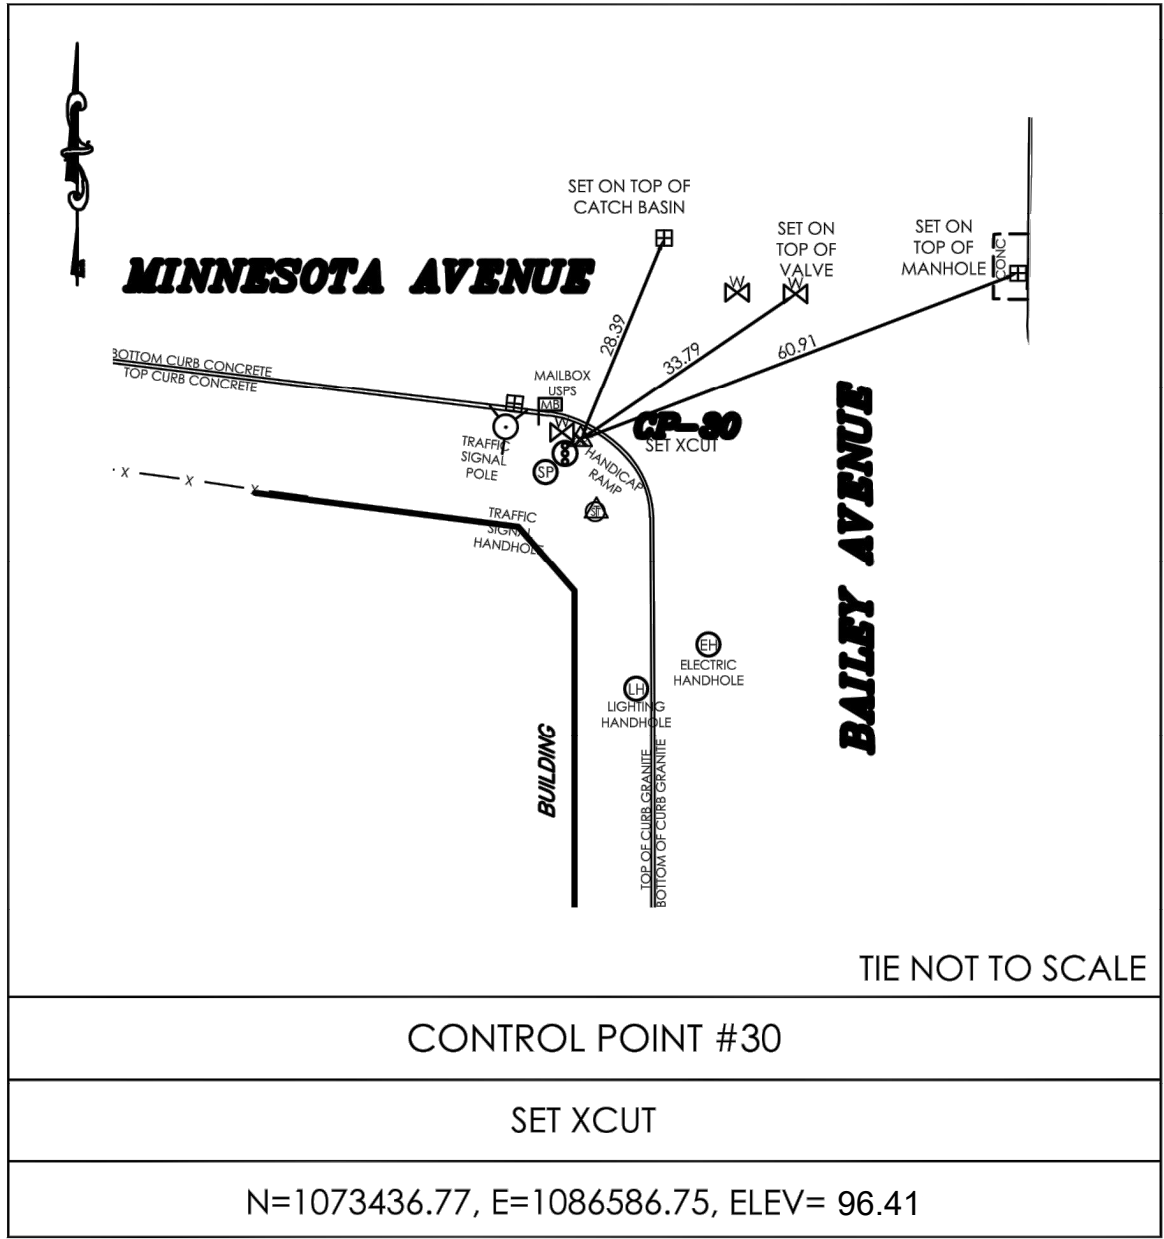 SET ON TOP OF
CATCH BASIN
SET ON
TOP OF
VALVE
SET ON
TOP OF
MANHOLE
CONC
W
W
MINNESOTA AVENUE
28.39
33.79
60.91
BOTTOM CURB CONCRETE
TOP CURB CONCRETE
MAILBOX
USPS
MB
W
CP-30
SET XCUT
TRAFFIC
SIGNAL
POLE
SP
HANDICAP
RAMP
X
X
X
TRAFFIC
SIGNAL
HANDHOLE
BAILEY AVENUE
EH
ELECTRIC
HANDHOLE
LH
LIGHTING
HANDHOLE
BUILDING
TOP OF CURB GRANITE
BOTTOM OF CURB GRANITE
TIE NOT TO SCALE
CONTROL POINT #30
SET XCUT
N=1073436.77, E=1086586.75, ELEV= 96.41